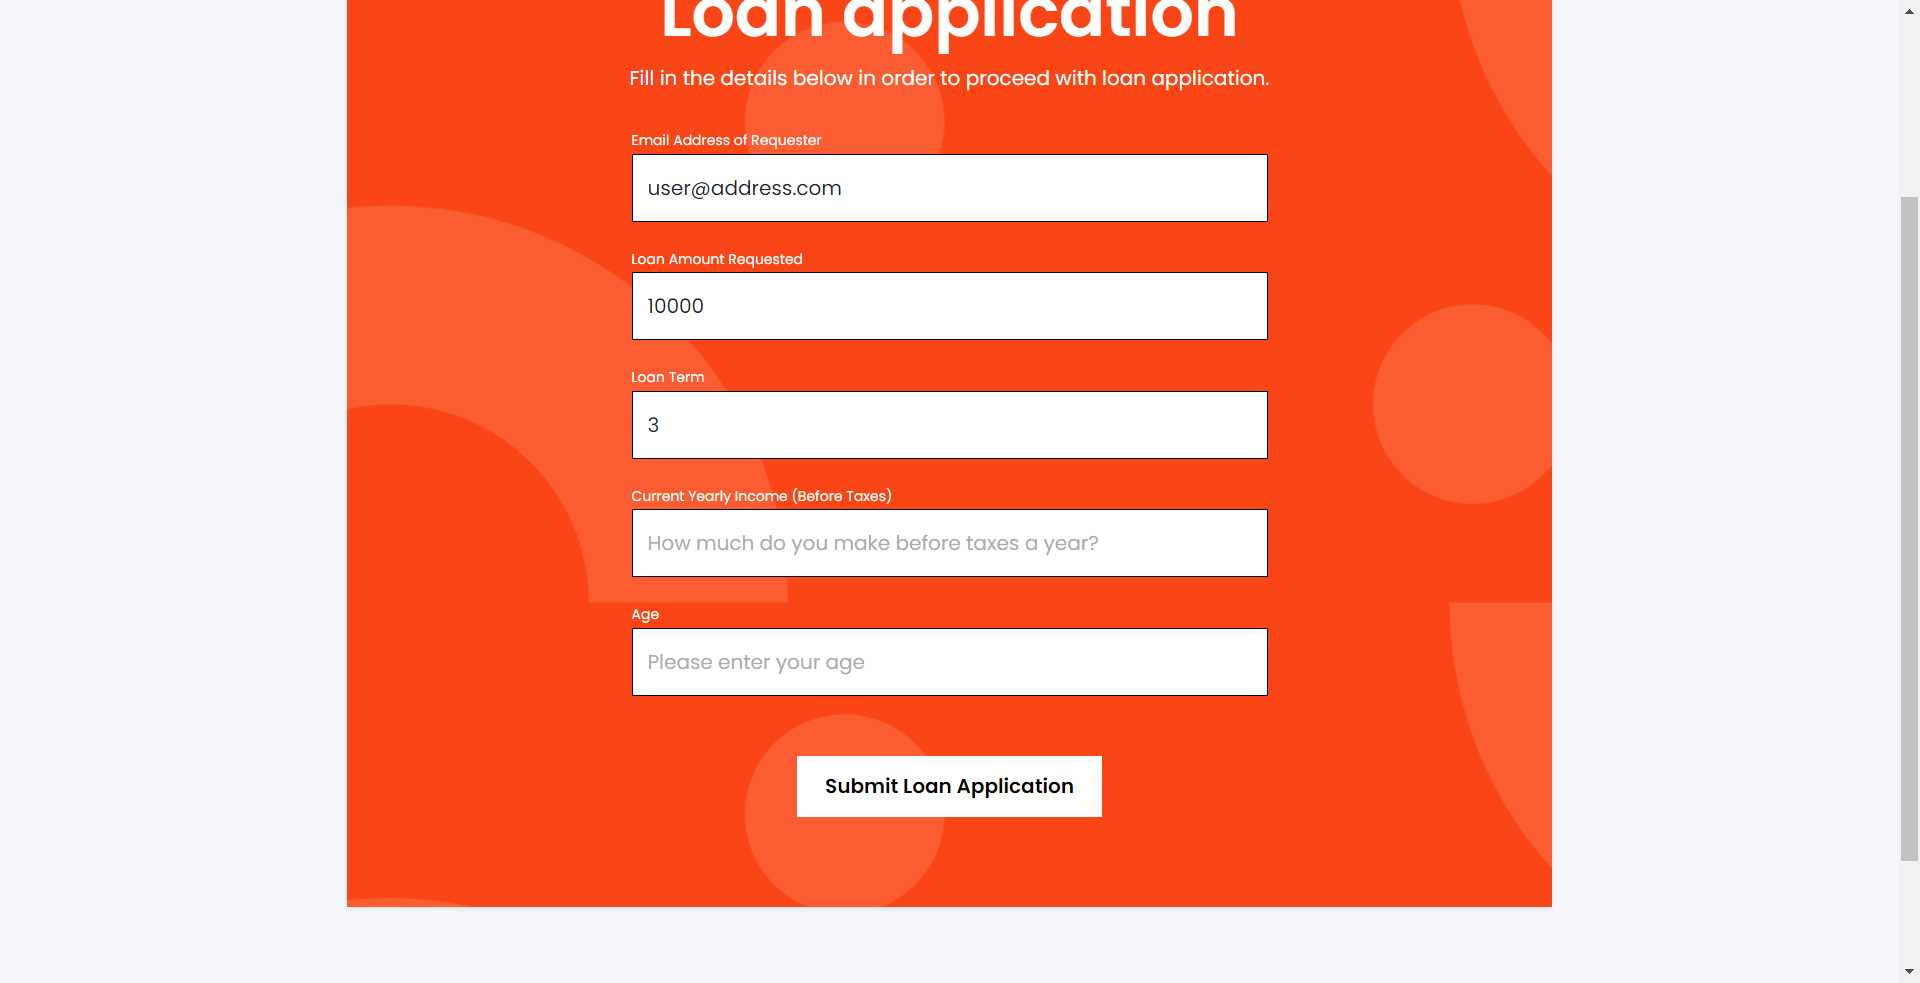 Loan application
Fill in the details below in order to proceed with loan application.
Email Address of Requester
user@address.com
Loan Amount Requested
10000
Loan Term
3
Current Yearly Income (Before Taxes)
How much do you make before taxes a year?
Age
Please enter your age
Submit Loan Application